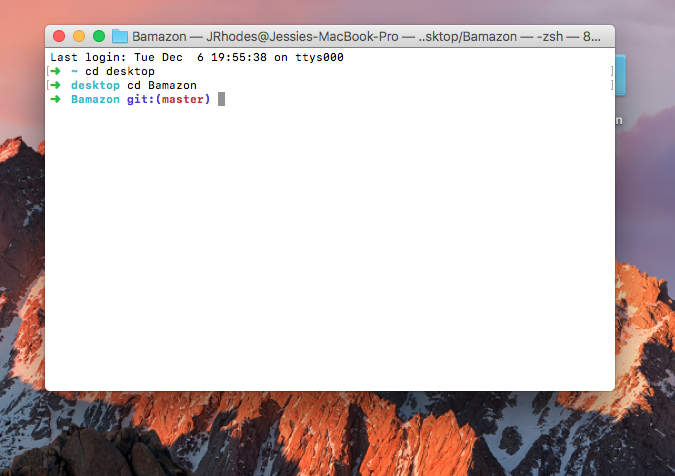 Bamazon — JRhodes@Jessies-MacBook-Pro — ..sktop/Bamazon — -zsh — 8...
Last login: Tue Dec  6 19:55:38 on ttys000
[➜  ~ cd desktop ]
[➜  desktop cd Bamazon ]
➜  Bamazon git:(master)
n